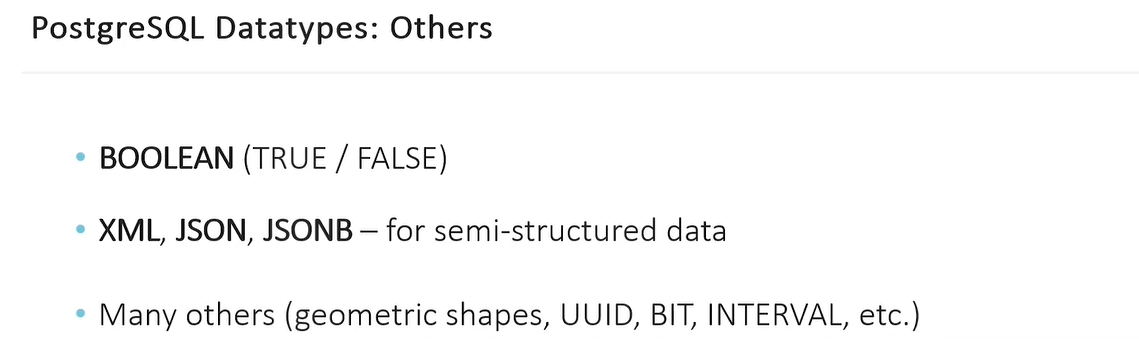 PostgreSQL Datatypes: Others
• BOOLEAN (TRUE / FALSE)
• XML, JSON, JSONB – for semi-structured data
• Many others (geometric shapes, UUID, BIT, INTERVAL, etc.)